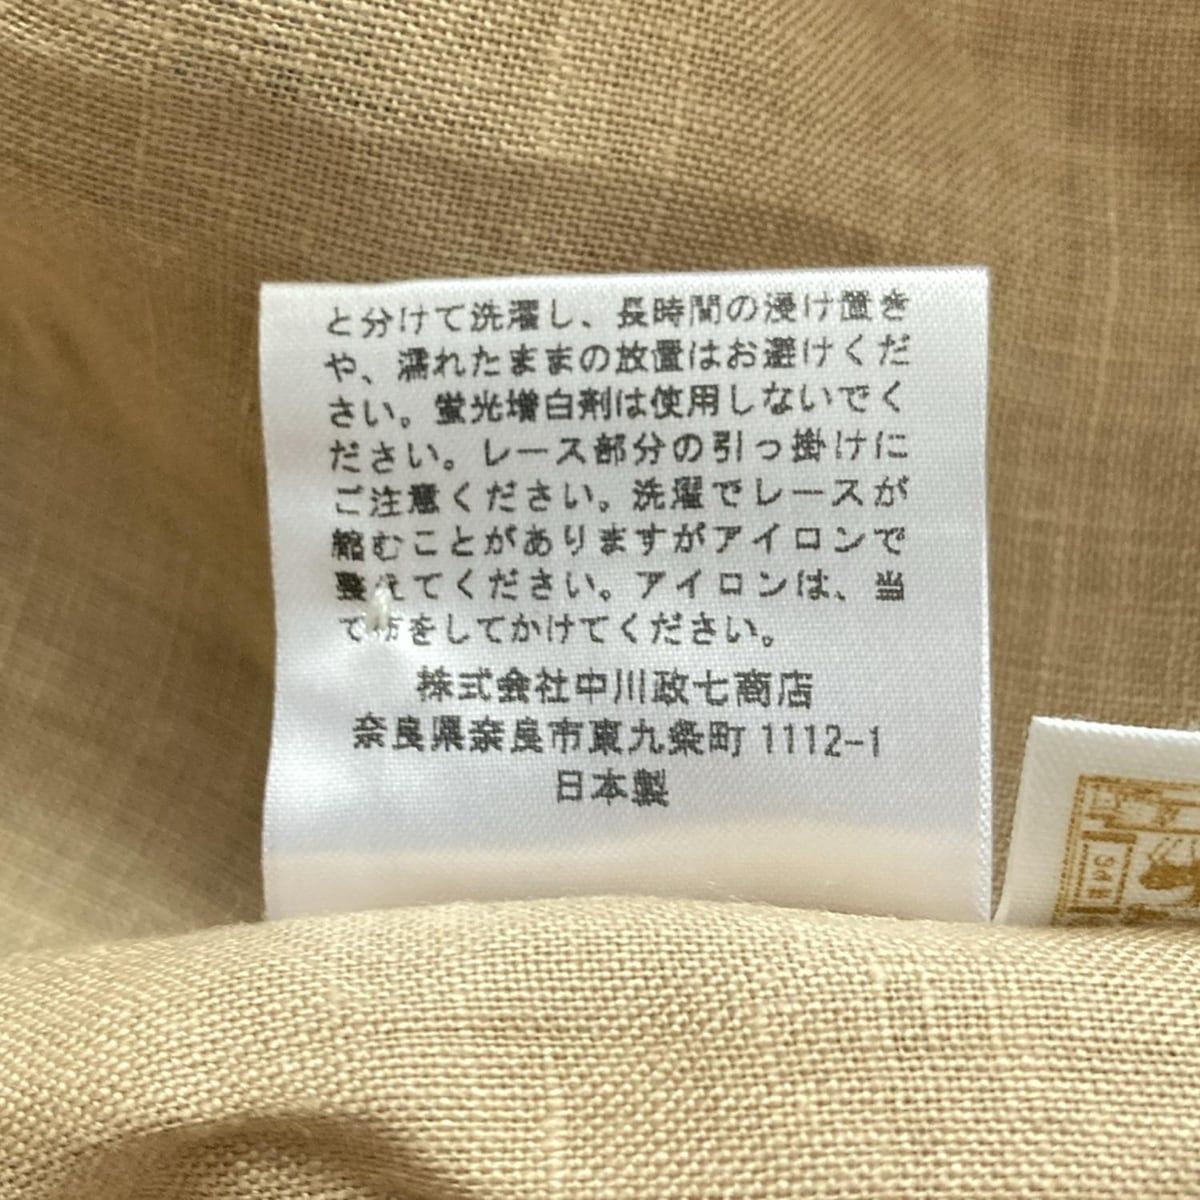 と分けて洗濯し、長時間の浸け置き
や、濡れたままの放置はお避けくだ
さい。蛍光増白剤は使用しないでく
ださい。レース部分の引っ掛けに
ご注意ください。洗濯でレースが
縮むことがありますがアイロンで
整えてください。アイロンは、当
て布をしてかけてください。
株式会社中川政七商店
奈良県奈良市東九条町1112-1
日本製